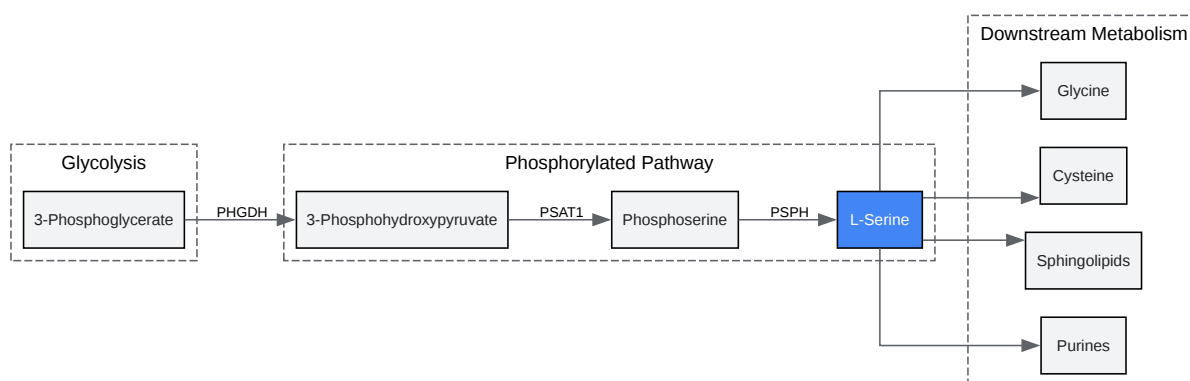 Downstream Metabolism
Glycine
Glycolysis
Phosphorylated Pathway
Cysteine
3-Phosphoglycerate
PHGDH
3-Phosphohydroxypyruvate
PSAT1
Phosphoserine
PSPH
L-Serine
Sphingolipids
Purines